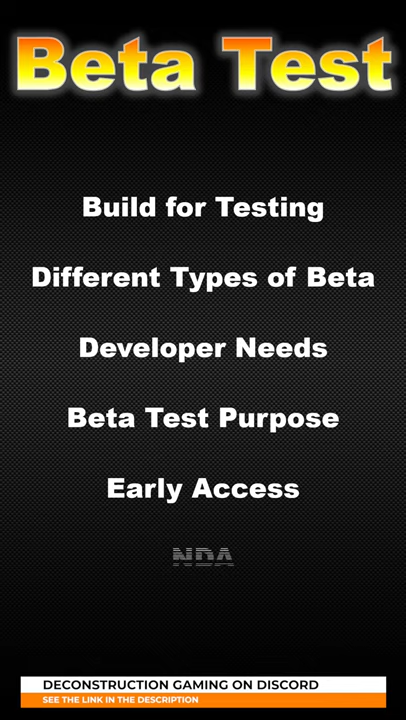 Beta Test
Build for Testing
Different Types of Beta
Developer Needs
Beta Test Purpose
Early Access
NDA
DECONSTRUCTION GAMING ON DISCORD
SEE THE LINK IN THE DESCRIPTION